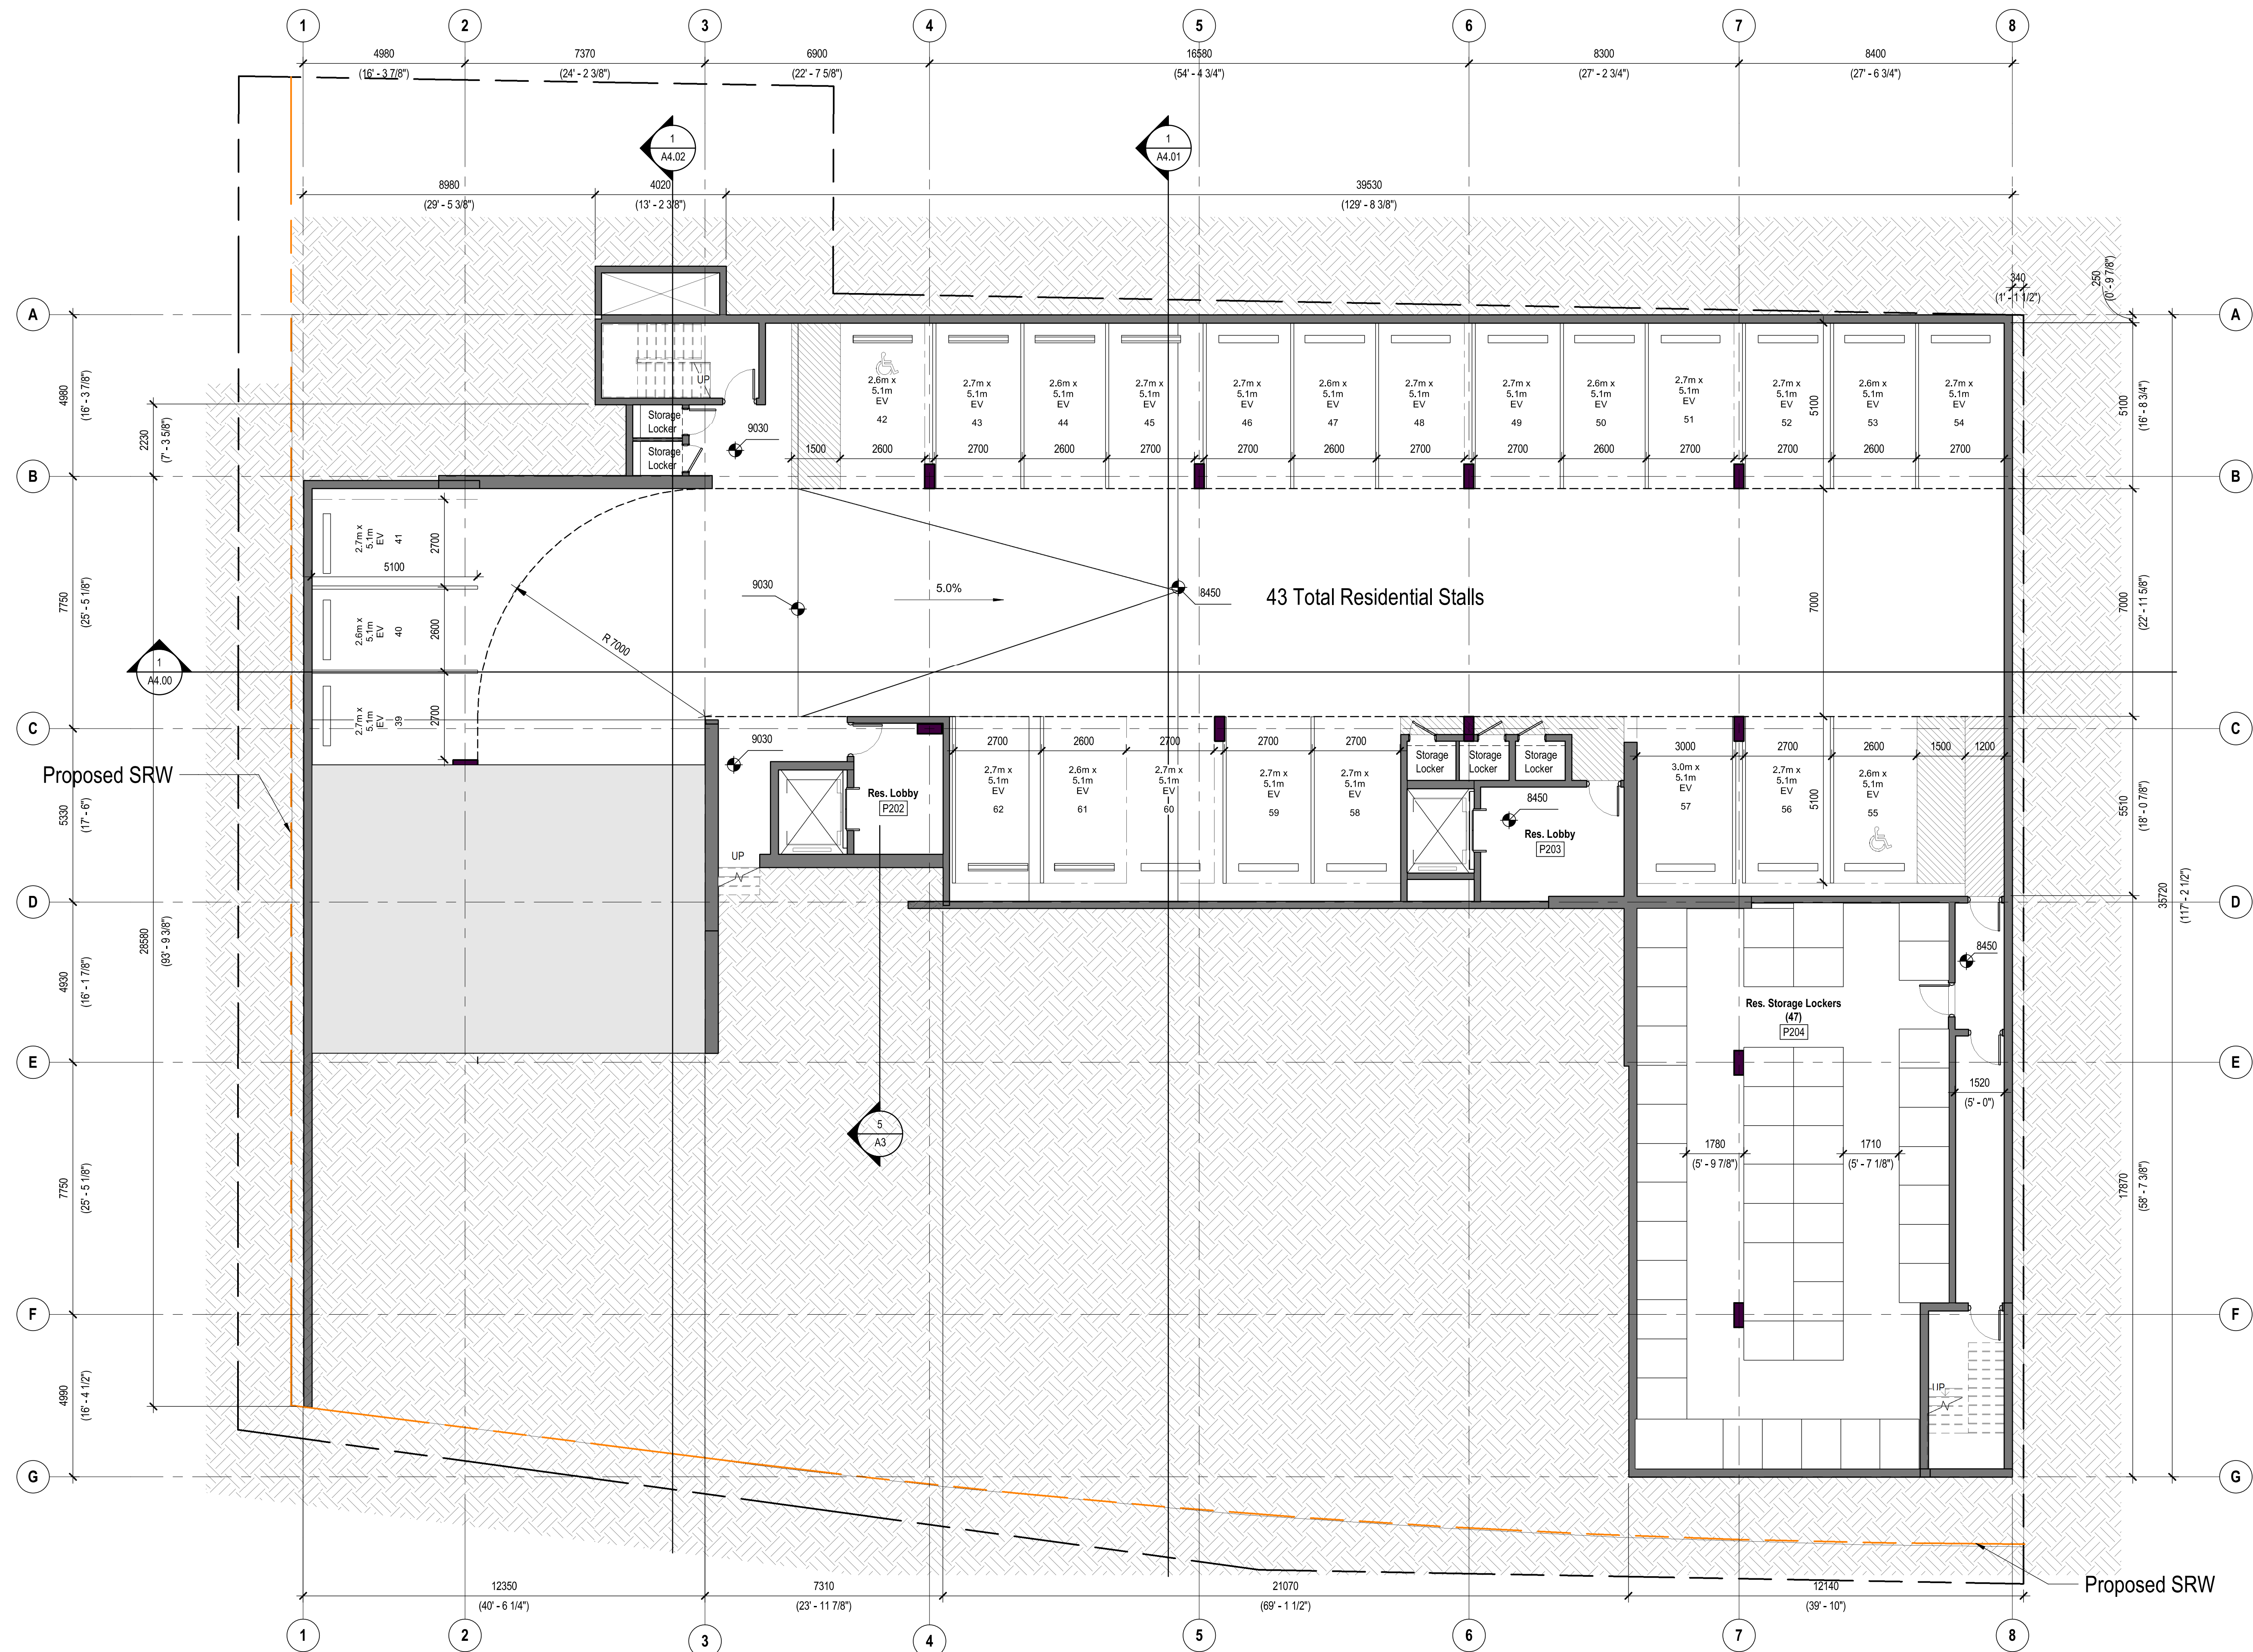 1
2
3
4
5
6
7
8
4980
(16' - 3 7/8")
7370
(24' - 2 3/8")
6900
(22' - 7 5/8")
16580
(54' - 4 3/4")
8300
(27' - 2 3/4")
8400
(27' - 6 3/4")
1
A4.02
1
A4.01
8980
(29' - 5 3/8")
4020
(13' - 2 3/8")
39530
(129' - 8 3/8")
340
(1' - 1 1/2")
250
(0' - 9 7/8")
A
A
4980
(16' - 3 7/8")
2230
(7' - 3 5/8")
UP
Storage
Locker
Storage
Locker
9030
1500
2.6m x
5.1m
EV
42
2600
2.7m x
5.1m
EV
43
2700
2.6m x
5.1m
EV
44
2600
2.7m x
5.1m
EV
45
2700
2.7m x
5.1m
EV
46
2700
2.6m x
5.1m
EV
47
2600
2.7m x
5.1m
EV
48
2700
2.7m x
5.1m
EV
49
2700
2.6m x
5.1m
EV
50
2600
2.7m x
5.1m
EV
51
2700
2.7m x
5.1m
EV
52
2700
2.6m x
5.1m
EV
53
2600
2.7m x
5.1m
EV
54
2700
5100
5100
(16' - 8 3/4")
B
B
2.7m x
5.1m
EV
41
2700
5100
2.6m x
5.1m
EV
40
2600
2.7m x
5.1m
EV
39
2700
7750
(25' - 5 1/8")
R 7000
9030
5.0%
8450
43 Total Residential Stalls
7000
7000
(22' - 11 5/8")
1
A4.00
C
C
Proposed SRW
5330
(17' - 6")
9030
Res. Lobby
P202
UP
2700
2.7m x
5.1m
EV
62
2600
2.6m x
5.1m
EV
61
2700
2.7m x
5.1m
EV
60
2700
2.7m x
5.1m
EV
59
2700
2.7m x
5.1m
EV
58
Storage
Locker
Storage
Locker
Storage
Locker
8450
Res. Lobby
P203
3000
3.0m x
5.1m
EV
57
2700
2.7m x
5.1m
EV
56
5100
2600
2.6m x
5.1m
EV
55
1500
1200
5510
(18' - 0 7/8")
D
D
28580
(93' - 9 3/8")
35720
(117' - 2 1/2")
4930
(16' - 1 7/8")
8450
Res. Storage Lockers
(47)
P204
E
E
1520
(5' - 0")
5
A3
1780
(5' - 9 7/8")
1710
(5' - 7 1/8")
7750
(25' - 5 1/8")
17870
(58' - 7 3/8")
F
F
4990
(16' - 4 1/2")
UP
G
G
Proposed SRW
12350
(40' - 6 1/4")
7310
(23' - 11 7/8")
21070
(69' - 1 1/2")
12140
(39' - 10")
1
2
3
4
5
6
7
8